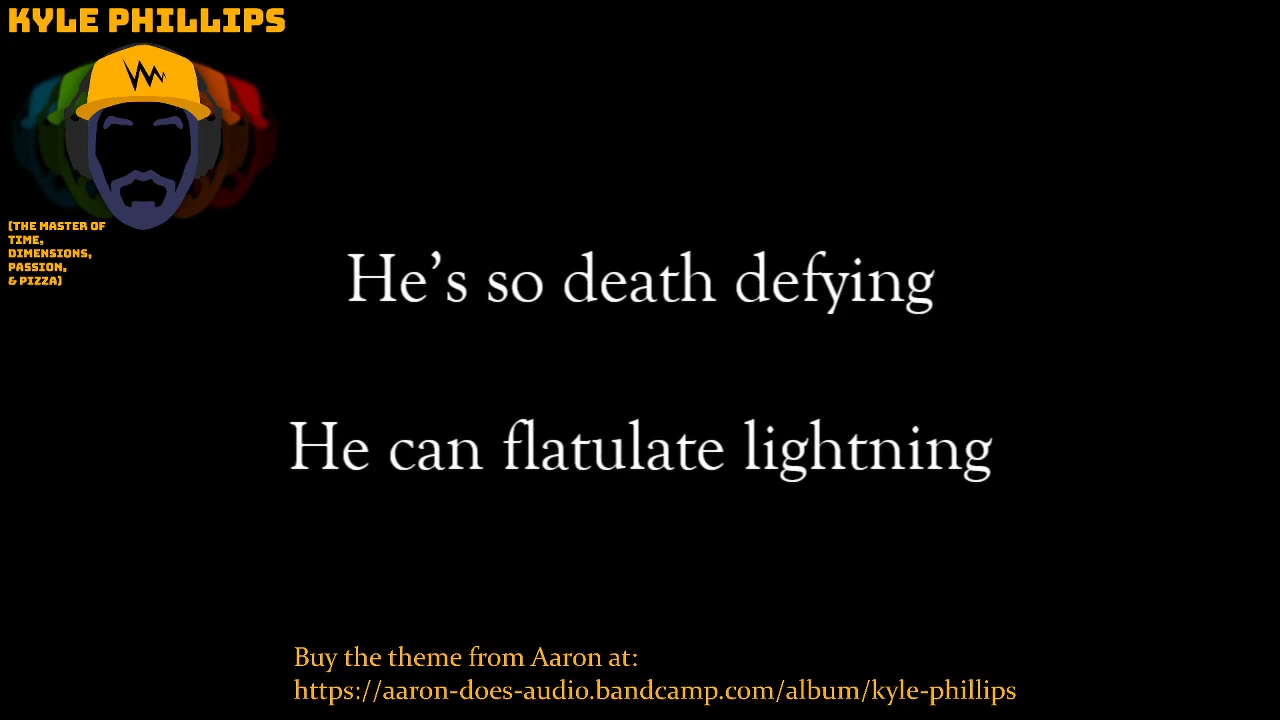 KYLE PHILLIPS
(THE MASTER OF
TIME,
DIMENSIONS,
PASSION,
& PIZZA)
He’s so death defying
He can flatulate lightning
Buy the theme from Aaron at:
https://aaron-does-audio.bandcamp.com/album/kyle-phillips